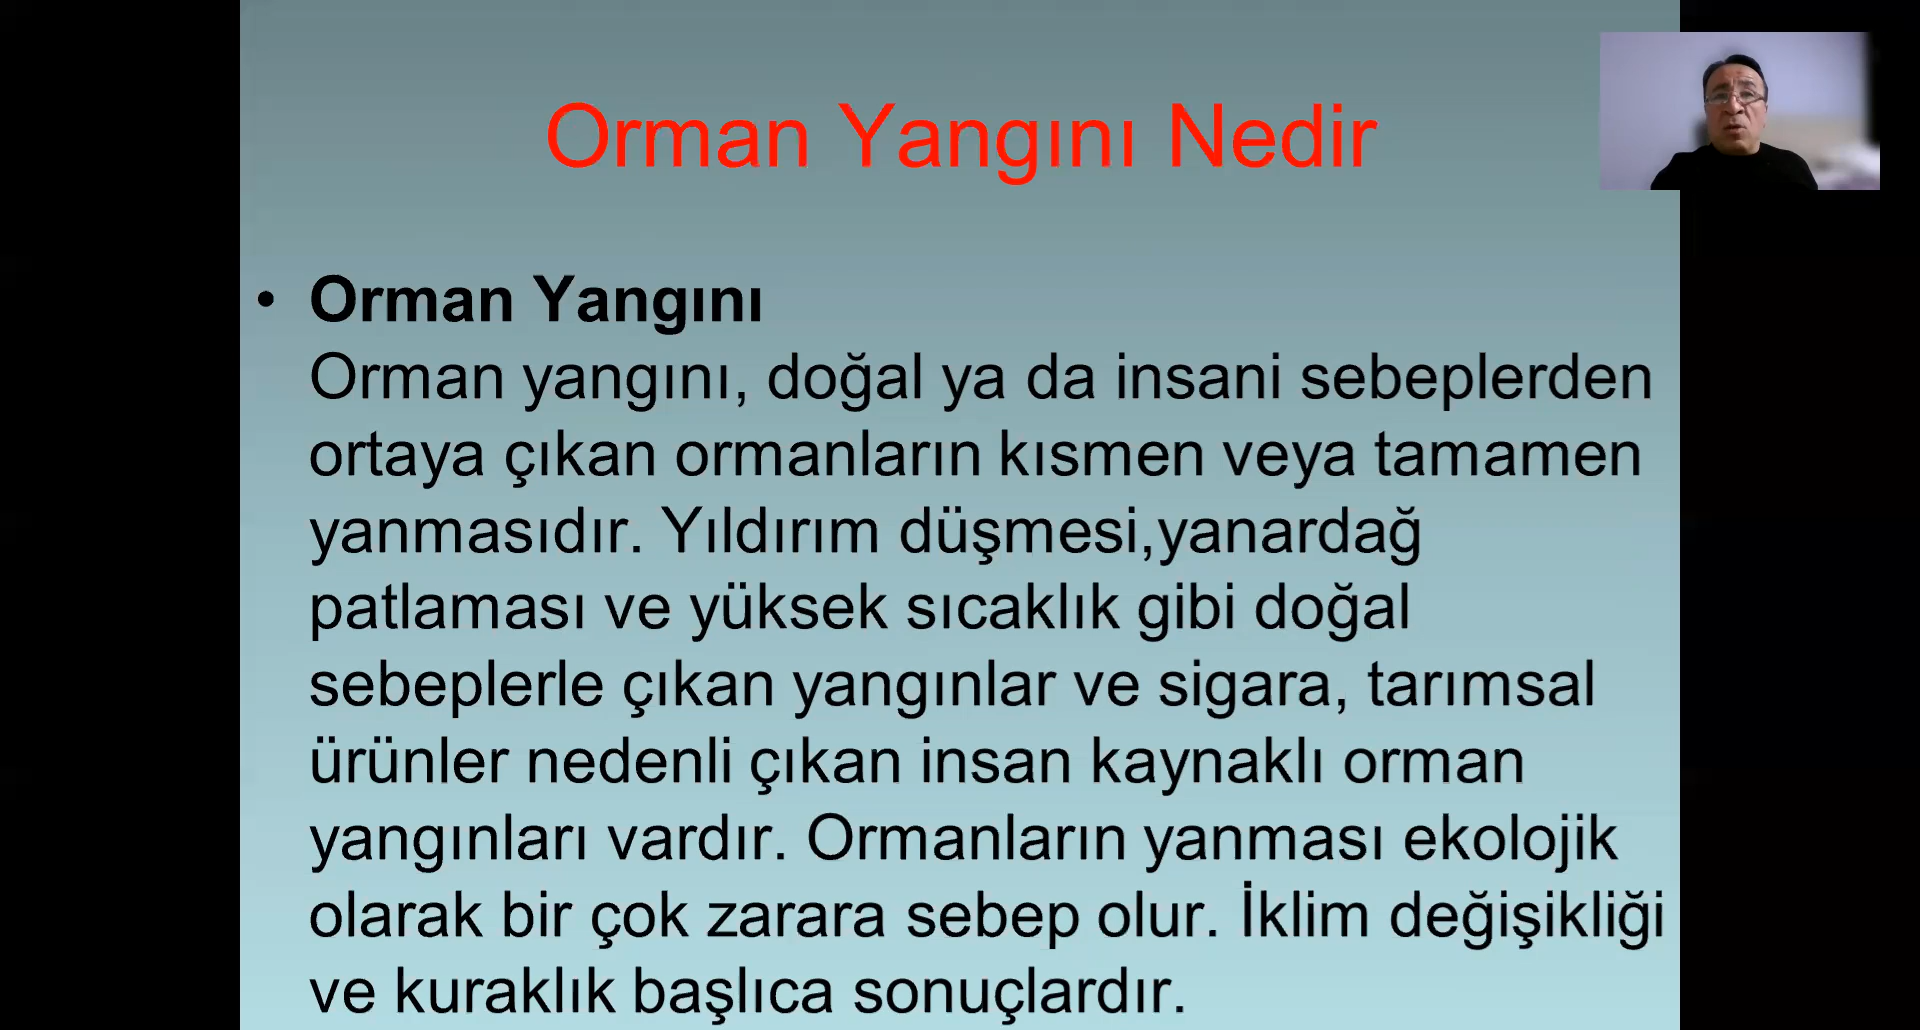 Orman Yangını Nedir
• Orman Yangını
Orman yangını, doğal ya da insani sebeplerden
ortaya çıkan ormanların kısmen veya tamamen
yanmasıdır. Yıldırım düşmesi,yanardağ
patlaması ve yüksek sıcaklık gibi doğal
sebeplerle çıkan yangınlar ve sigara, tarımsal
ürünler nedenli çıkan insan kaynaklı orman
yangınları vardır. Ormanların yanması ekolojik
olarak bir çok zarara sebep olur. İklim değişikliği
ve kuraklık başlıca sonuçlardır.